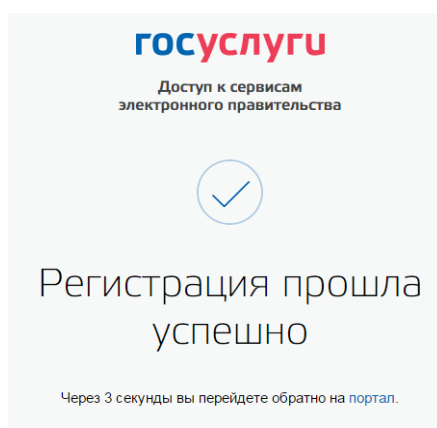 госуслуги
Доступ к сервисам
электронного правительства
Регистрация прошла
успешно
Через 3 секунды вы перейдете обратно на портал.